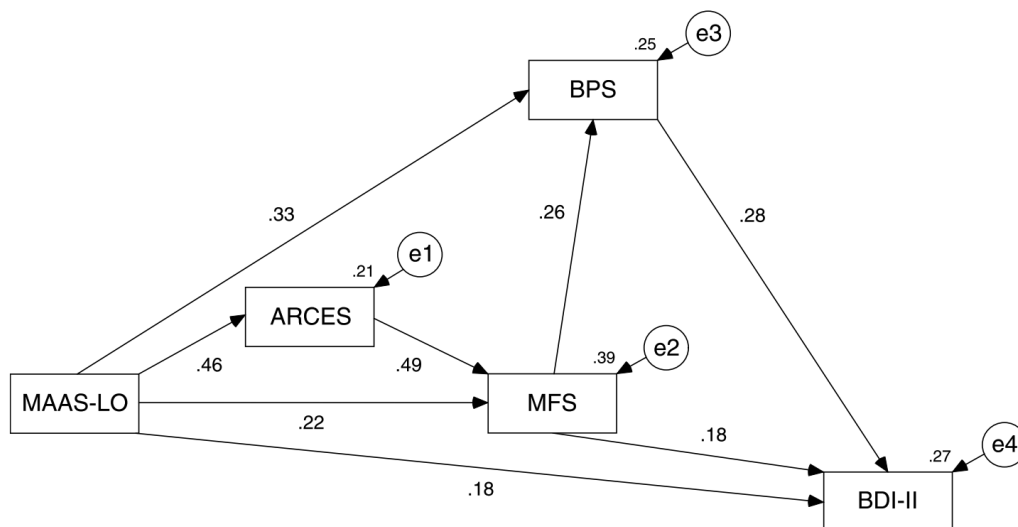 .25
e3
BPS
.33
.26
.28
.21
e1
ARCES
.46
.49
.39
e2
MAAS-LO
MFS
.22
.18
.27
e4
.18
BDI-II